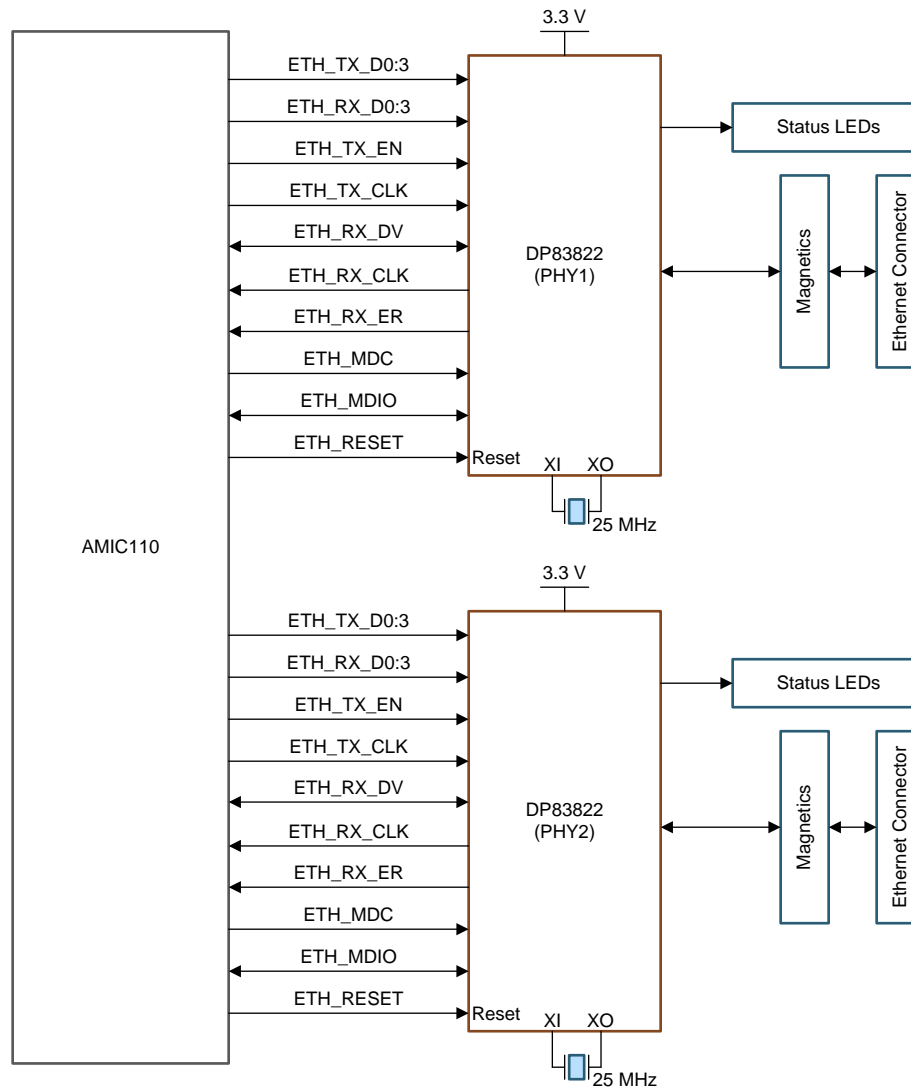 3.3 V
ETH_TX_D0:3
ETH_RX_D0:3
ETH_TX_EN
ETH_TX_CLK
ETH_RX_DV
ETH_RX_CLK
ETH_RX_ER
ETH_MDC
ETH_MDIO
ETH_RESET
Reset
DP83822
(PHY1)
XI
XO
25 MHz
Status LEDs
Magnetics
Ethernet Connector
AMIC110
3.3 V
ETH_TX_D0:3
ETH_RX_D0:3
ETH_TX_EN
ETH_TX_CLK
ETH_RX_DV
ETH_RX_CLK
ETH_RX_ER
ETH_MDC
ETH_MDIO
ETH_RESET
Reset
DP83822
(PHY2)
XI
XO
25 MHz
Status LEDs
Magnetics
Ethernet Connector